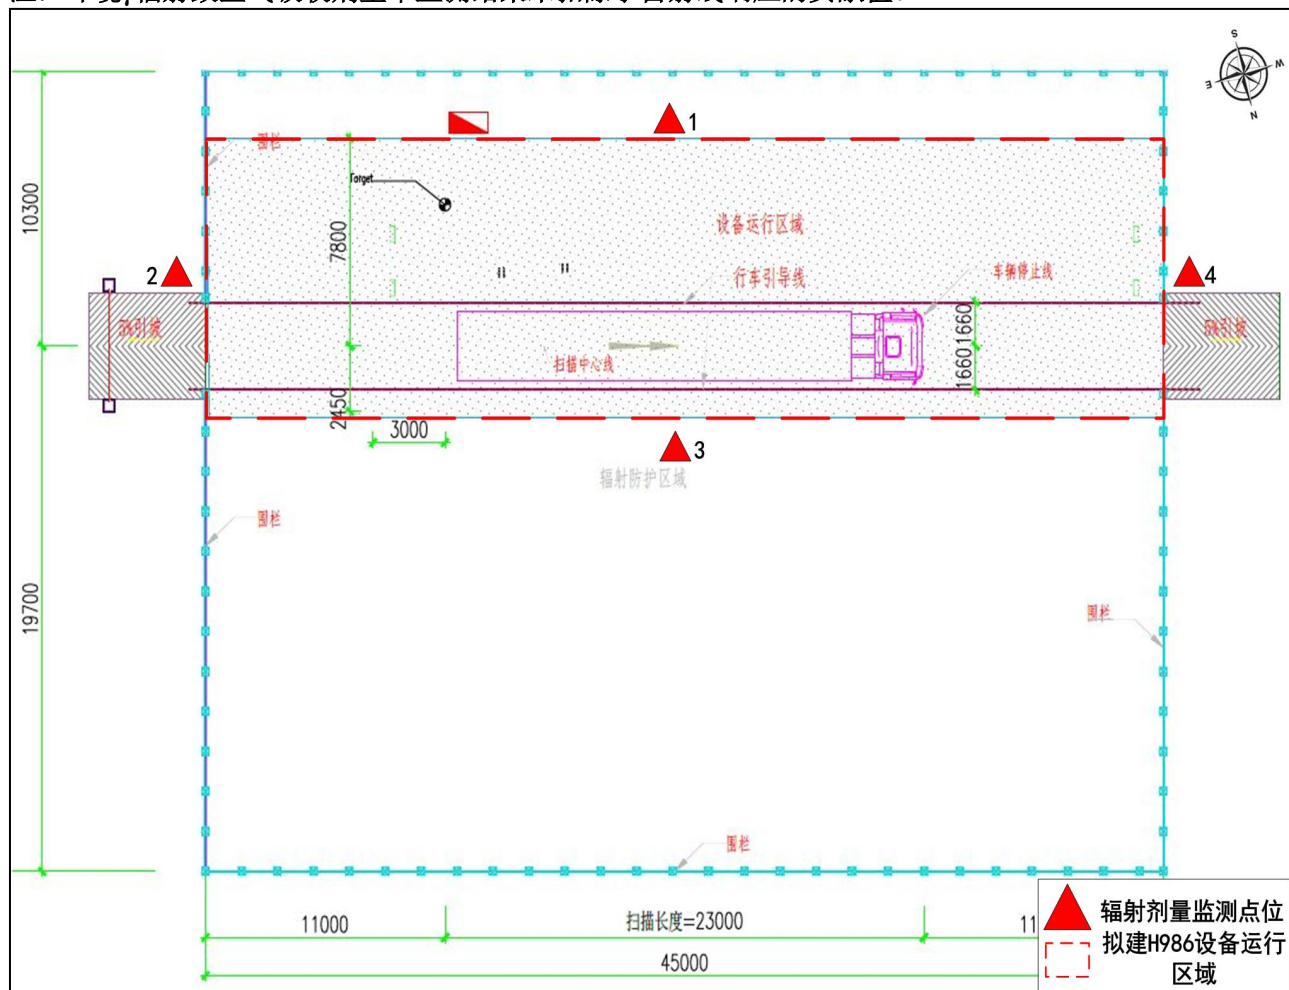 S
W
E
N
1
围栏
Target
10300
7800
设备运行区域
2
行车引导线
车辆停止线
4
5%引坡
1660
1660
扫描中心线
5%引坡
2450
3000
3
辐射防护区域
围栏
19700
围栏
围栏
11000
扫描长度=23000
11
45000
辐射剂量监测点位
拟建H986设备运行
区域